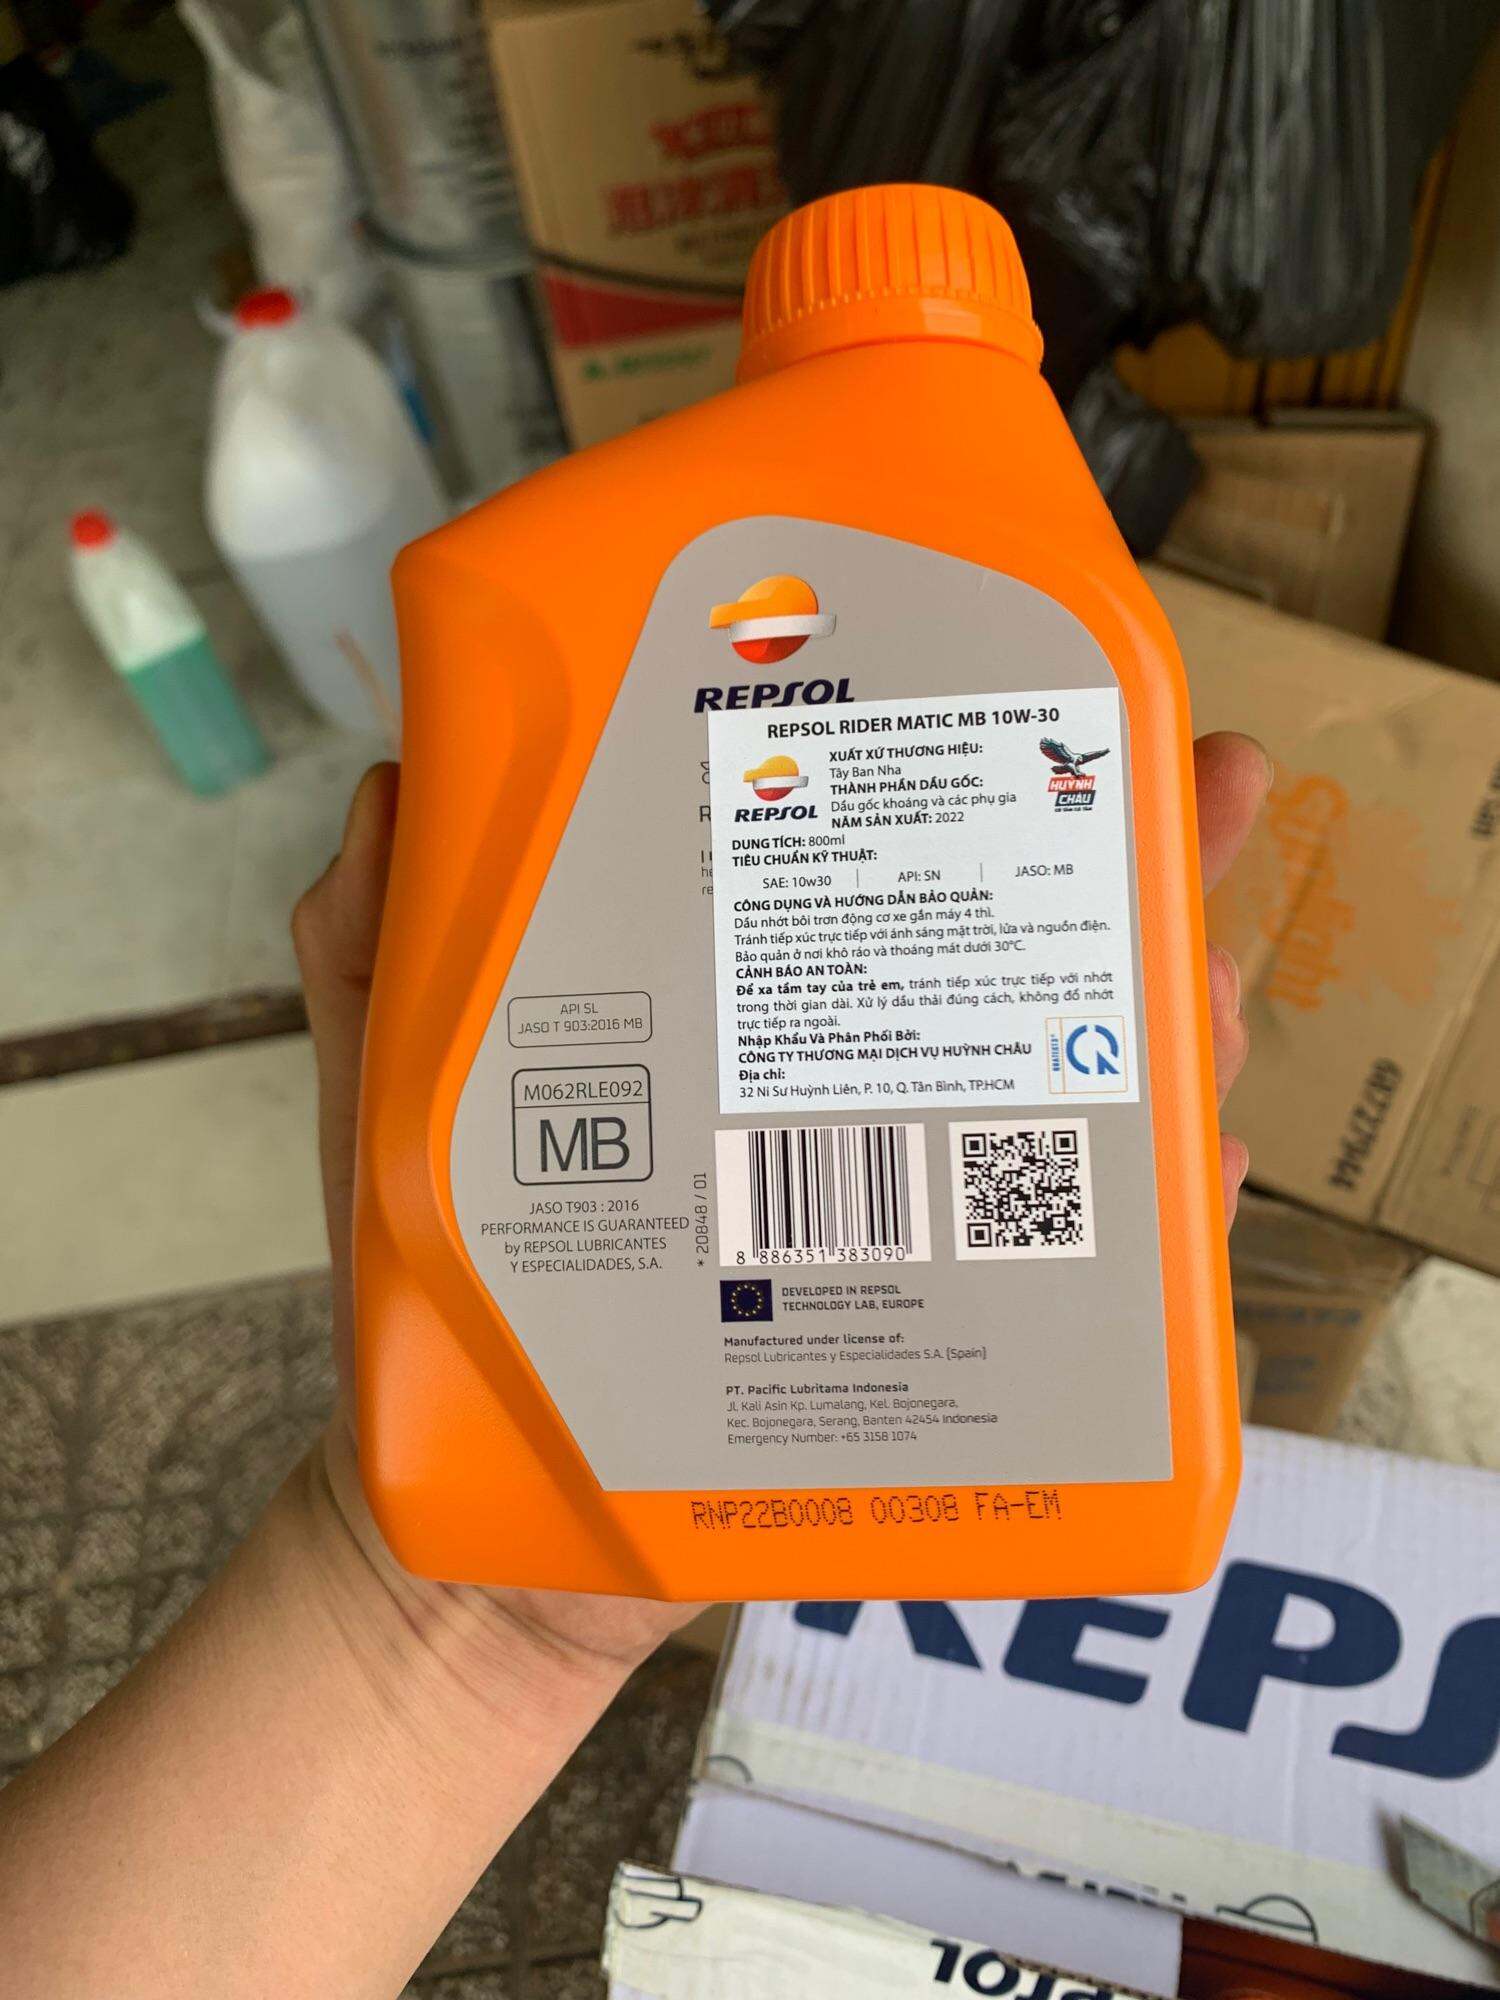 REPSOL
REPSOL RIDER MATIC MB 10W-30
XUẤT XỨ THƯƠNG HIỆU:
Tây Ban Nha
THÀNH PHẦN DẦU GỐC:
Dầu gốc khoáng và các phụ gia
NĂM SẢN XUẤT: 2022
REPSOL
HUỲNH
CHÂU
DUNG TÍCH: 800ml
TIÊU CHUẨN KỸ THUẬT:
SAE: 10w30 | API: SN | JASO: MB
CÔNG DỤNG VÀ HƯỚNG DẪN BẢO QUẢN:
Dầu nhớt bôi trơn động cơ xe gắn máy 4 thì.
Tránh tiếp xúc trực tiếp với ánh sáng mặt trời, lửa và nguồn điện.
Bảo quản ở nơi khô ráo và thoáng mát dưới 30°C.
CẢNH BÁO AN TOÀN:
Để xa tầm tay của trẻ em, tránh tiếp xúc trực tiếp với nhớt
trong thời gian dài. Xử lý dầu thải đúng cách, không đổ nhớt
trực tiếp ra ngoài.
Nhập Khẩu Và Phân Phối Bởi:
CÔNG TY THƯƠNG MẠI DỊCH VỤ HUỲNH CHÂU
Địa chỉ:
32 Ni Sư Huỳnh Liên, P. 10, Q. Tân Bình, TP.HCM
API SL
JASO T 903:2016 MB
M062RLE092
MB
JASO T903 : 2016
PERFORMANCE IS GUARANTEED
by REPSOL LUBRICANTES
Y ESPECIALIDADES, S.A.
* 20848 / 01
8 886351 383090
DEVELOPED IN REPSOL
TECHNOLOGY LAB, EUROPE
Manufactured under license of:
Repsol Lubricantes y Especialidades S.A. (Spain)
PT. Pacific Lubritama Indonesia
Jl. Kali Asin Kp. Lumalang, Kel. Bojonegara,
Kec. Bojonegara, Serang, Banten 42454 Indonesia
Emergency Number: +65 3158 1074
RNP22B0008 00308 FA-EM
687227944